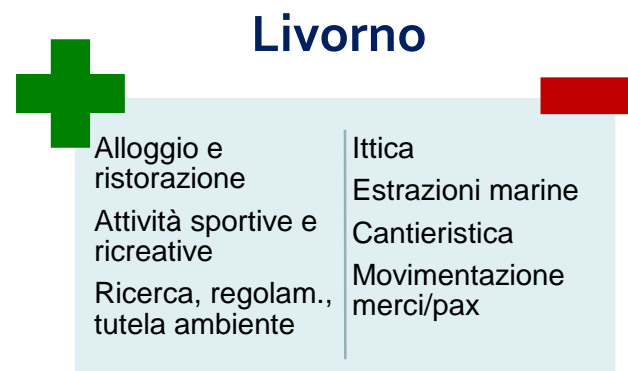 Livorno
Alloggio e
ristorazione
Attività sportive e
ricreative
Ricerca, regolam.,
tutela ambiente
Ittica
Estrazioni marine
Cantieristica
Movimentazione
merci/pax